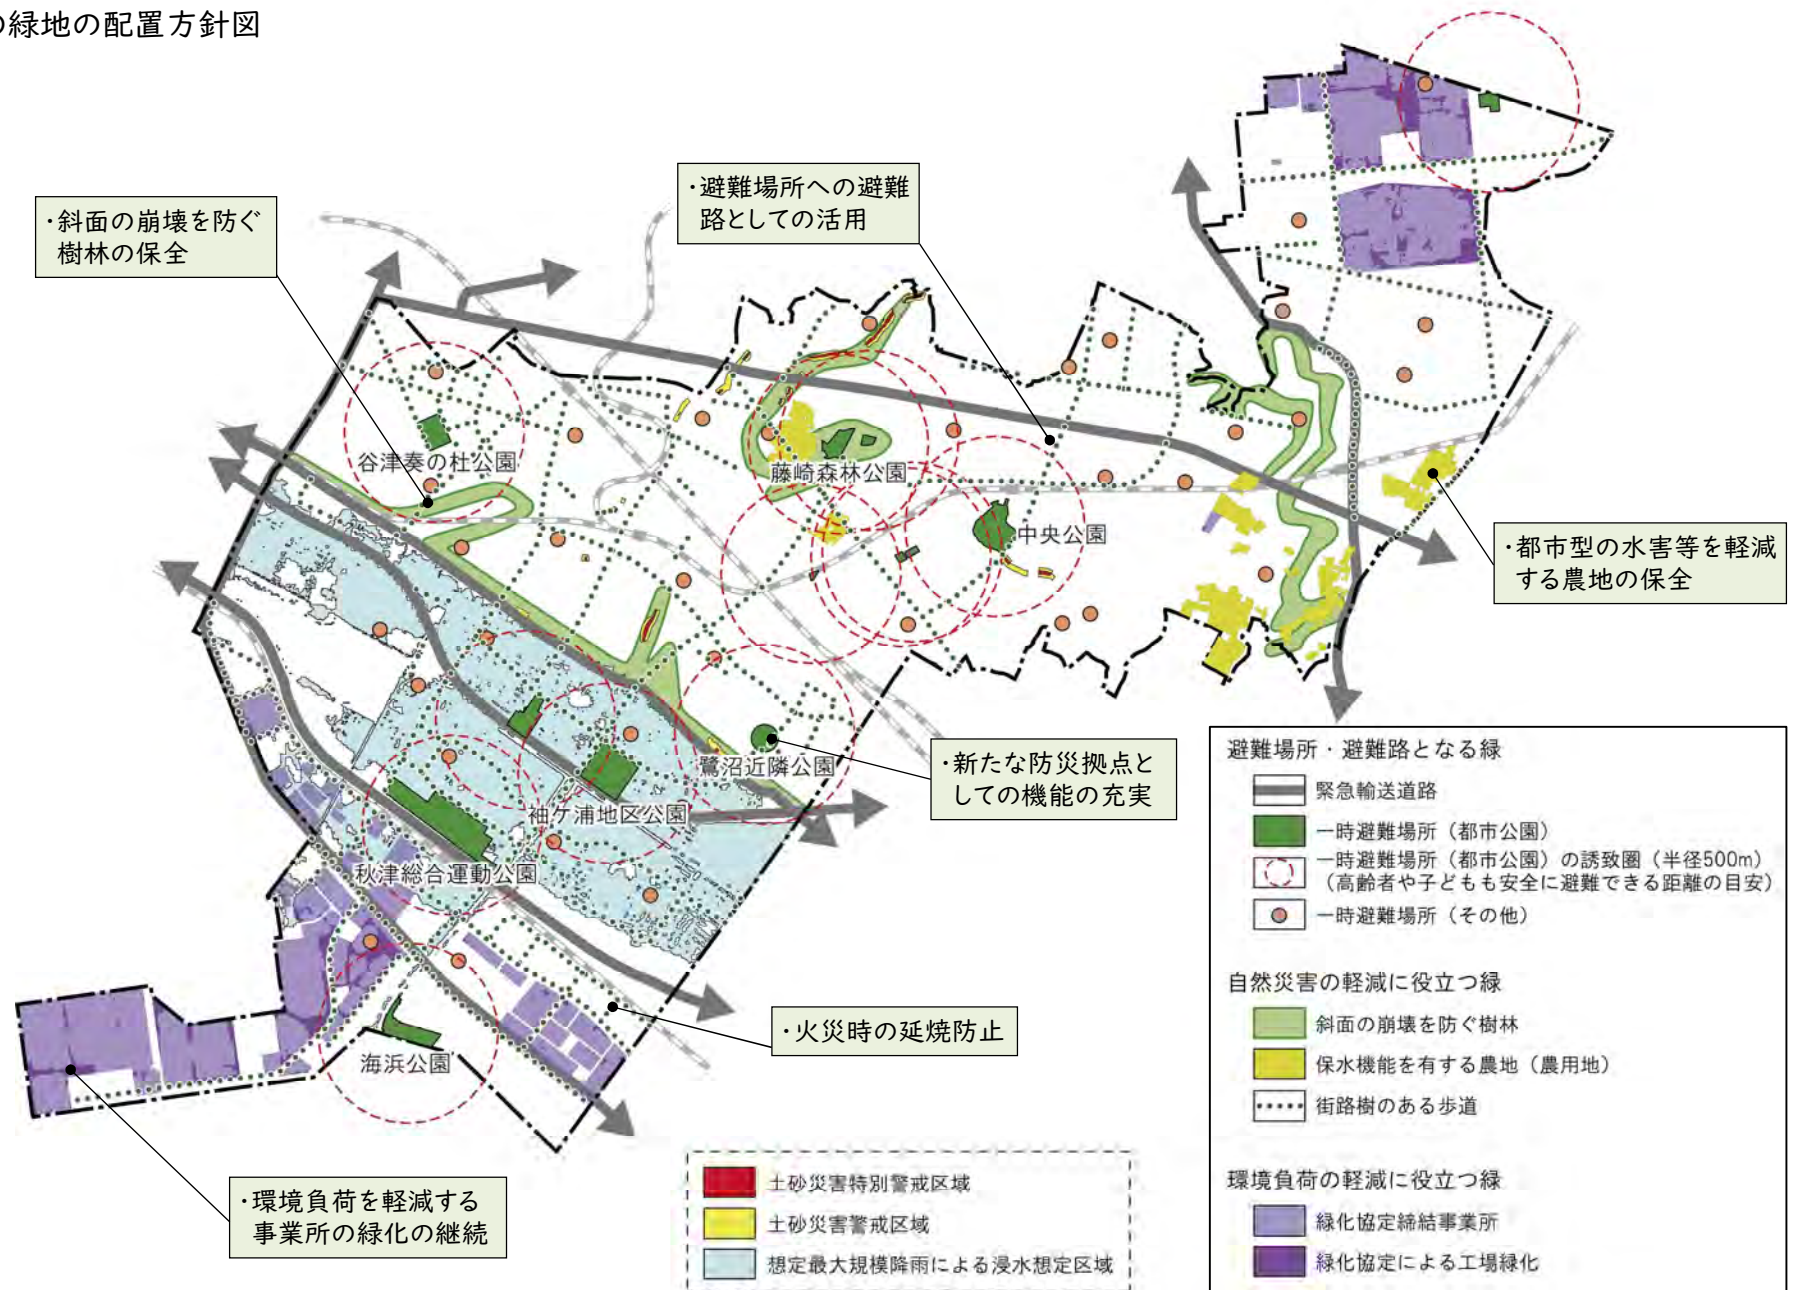 の緑地の配置方針図
・避難場所への避難
路としての活用
・斜面の崩壊を防ぐ
樹林の保全
谷津奏の杜公園
藤崎森林公園
中央公園
・都市型の水害等を軽減
する農地の保全
鷺沼近隣公園
・新たな防災拠点と
しての機能の充実
袖ケ浦地区公園
秋津総合運動公園
・火災時の延焼防止
海浜公園
・環境負荷を軽減する
事業所の緑化の継続
土砂災害特別警戒区域
土砂災害警戒区域
想定最大規模降雨による浸水想定区域
避難場所・避難路となる緑
緊急輸送道路
一時避難場所（都市公園）
一時避難場所（都市公園）の誘致圏（半径500m）
（高齢者や子どもも安全に避難できる距離の目安）
一時避難場所（その他）
自然災害の軽減に役立つ緑
斜面の崩壊を防ぐ樹林
保水機能を有する農地（農用地）
街路樹のある歩道
環境負荷の軽減に役立つ緑
緑化協定締結事業所
緑化協定による工場緑化